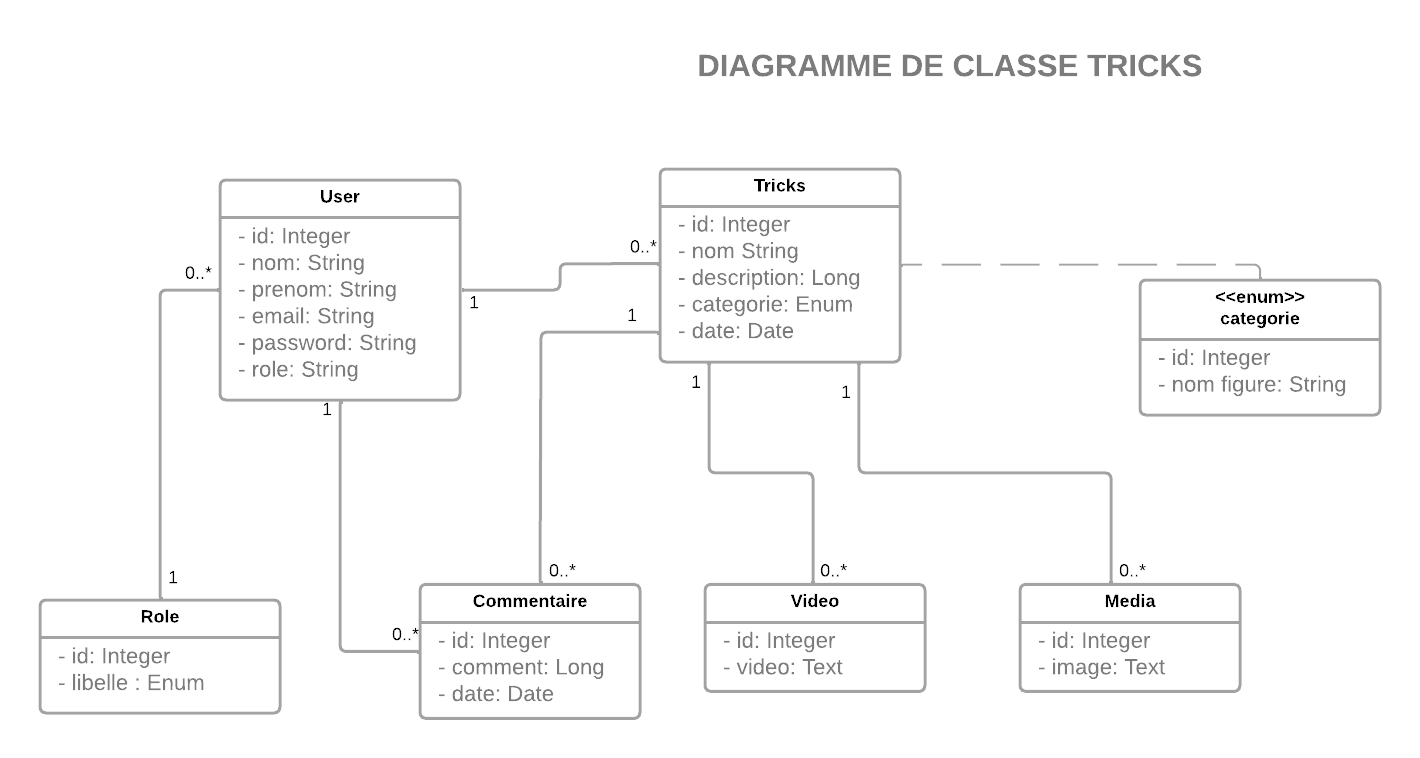 DIAGRAMME DE CLASSE TRICKS
User
- id: Integer
- nom: String
- prenom: String
- email: String
- password: String
- role: String
0..*
1
1
0..*
1
Tricks
- id: Integer
- nom String
- description: Long
- categorie: Enum
- date: Date
1
1
<<enum>>
categorie
- id: Integer
- nom figure: String
1
Role
- id: Integer
- libelle : Enum
0..*
0..*
Commentaire
- id: Integer
- comment: Long
- date: Date
0..*
Video
- id: Integer
- video: Text
0..*
Media
- id: Integer
- image: Text